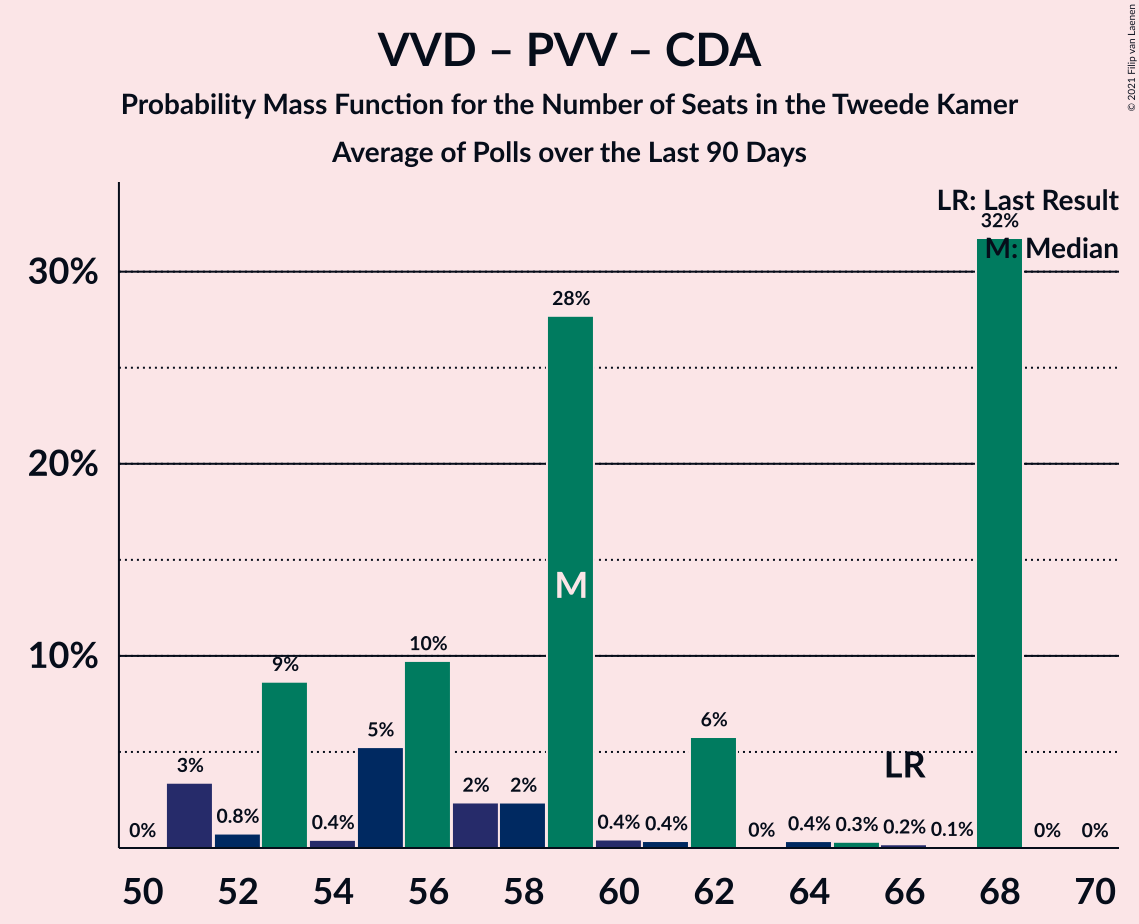 VVD – PVV – CDA
Probability Mass Function for the Number of Seats in the Tweede Kamer
Average of Polls over the Last 90 Days
© 2021 Filip van Laenen
LR: Last Result
M: Median
30%
20%
10%
0%
3%
0.8%
9%
0.4%
5%
10%
2%
2%
28%
M
0.4%
0.4%
6%
0%
0.4%
0.3%
0.2%
LR
0.1%
32%
0%
0%
50 52 54 56 58 60 62 64 66 68 70